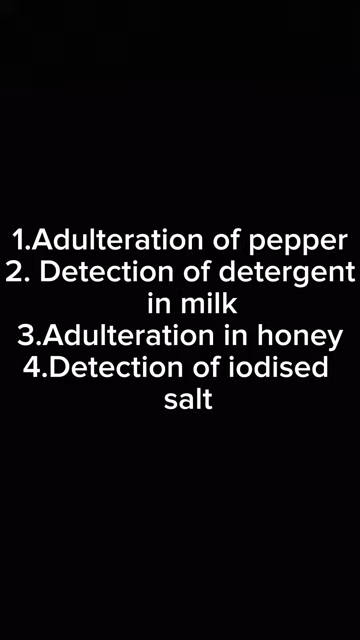 1.Adulteration of pepper
2. Detection of detergent
in milk
3.Adulteration in honey
4.Detection of iodised
salt